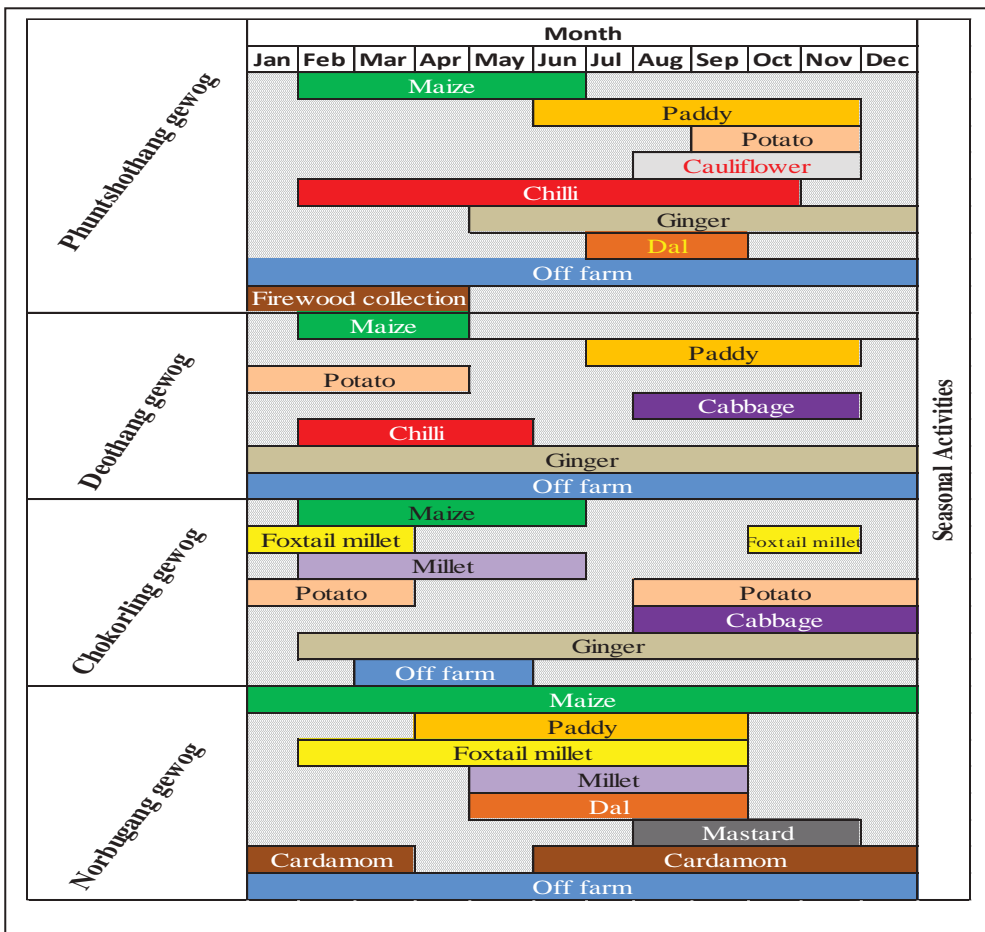 Month
Jan Feb Mar Apr May Jun Jul Aug Sep Oct Nov Dec
Phuntshothang gewog
Maize
Paddy
Potato
Cauliflower
Chilli
Ginger
Dal
Off farm
Firewood collection
Deothang gewog
Maize
Paddy
Potato
Cabbage
Chilli
Ginger
Off farm
Chokorling gewog
Maize
Foxtail millet Foxtail millet
Millet
Potato Potato
Cabbage
Ginger
Off farm
Norbugang gewog
Maize
Paddy
Foxtail millet
Millet
Dal
Mastard
Cardamom Cardamom
Off farm
Seasonal Activities